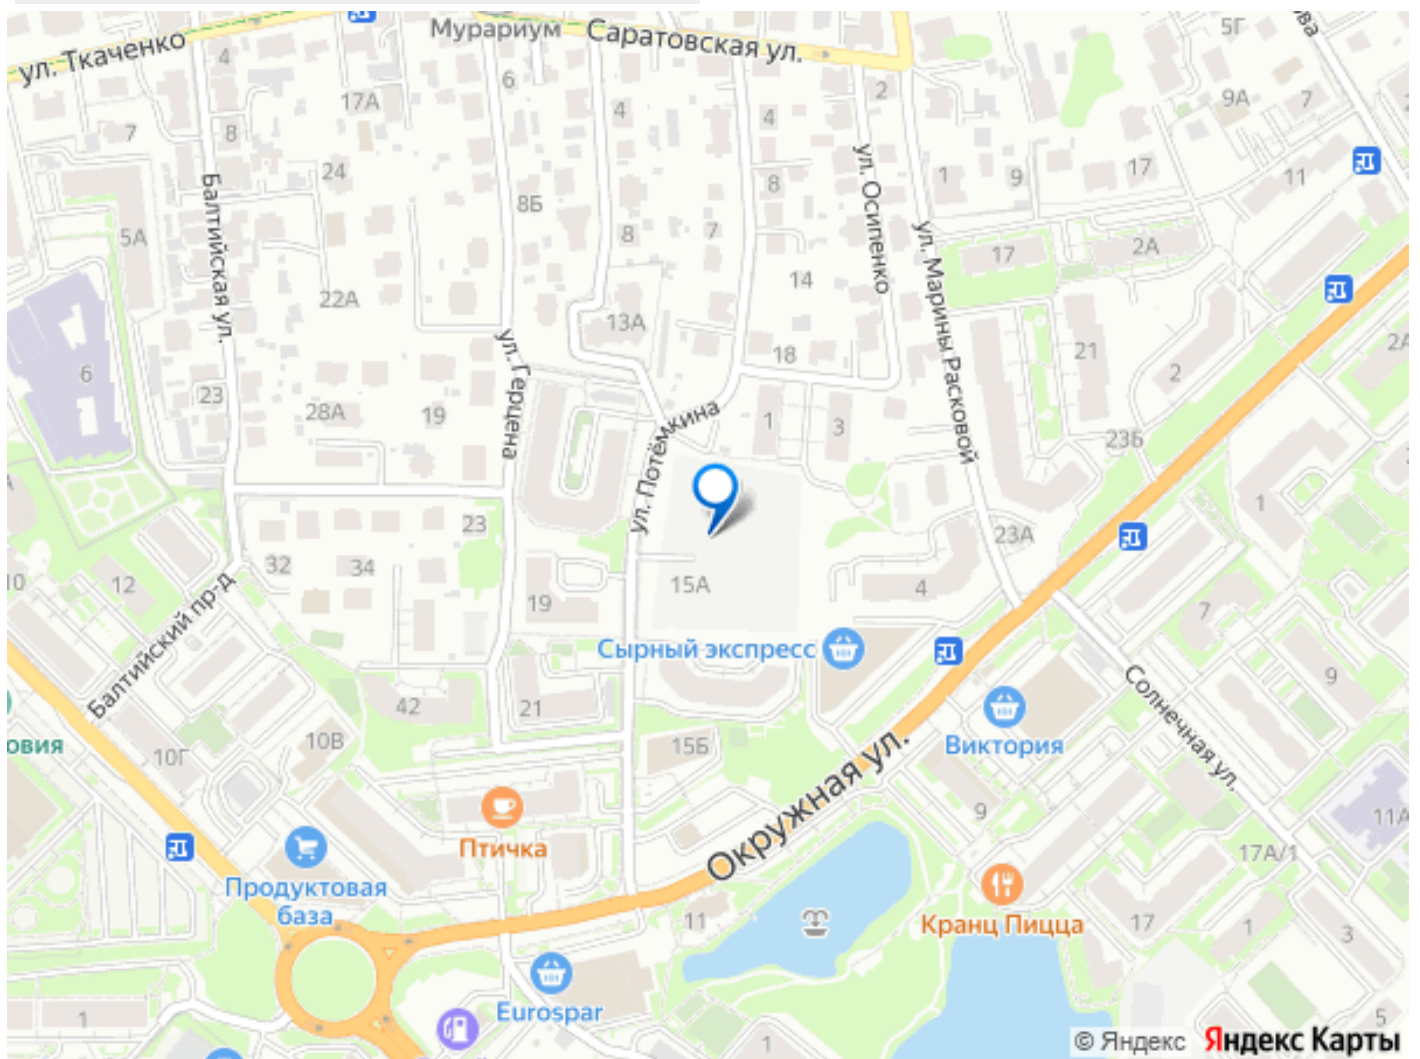 Мурариум
Саратовская ул.
ул. Ткаченко
5Г
4
17А
6
4
4
2
9А
7
7
8
24
8
1
9
17
11
8Б
Балтийская ул.
ул. Осипенко
5А
8
7
17
2А
22А
14
13А
ул. Марины Расковой
6
18
21
2
2А
23
28А
19
ул. Герцена
ул. Потёмкина
1
3
23Б
1
23
23А
10
12
32
34
15А
4
19
7
Балтийский пр-д
Сырный экспресс
9
42
21
Солнечная ул.
овия
10Г
10В
15Б
Виктория
Окружная ул.
9
Птичка
11А
Продуктовая
база
17А/1
11
Кранц Пицца
17
1
3
Eurospar
1
1
5
© Яндекс Яндекс Карты